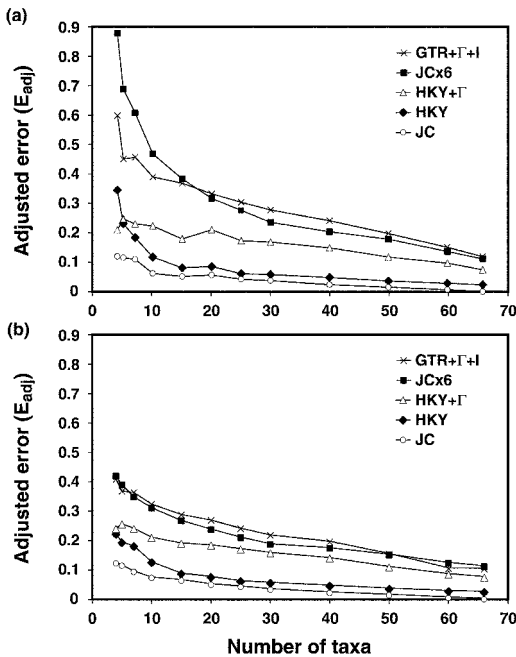 (a)
0.9
0.8
0.7
0.6
0.5
0.4
0.3
0.2
0.1
0
Adjusted error (Eadj)
GTR+Γ+I
JCx6
HKY+Γ
HKY
JC
0 10 20 30 40 50 60 70
(b)
0.9
0.8
0.7
0.6
0.5
0.4
0.3
0.2
0.1
0
Adjusted error (Eadj)
GTR+Γ+I
JCx6
HKY+Γ
HKY
JC
0 10 20 30 40 50 60 70
Number of taxa